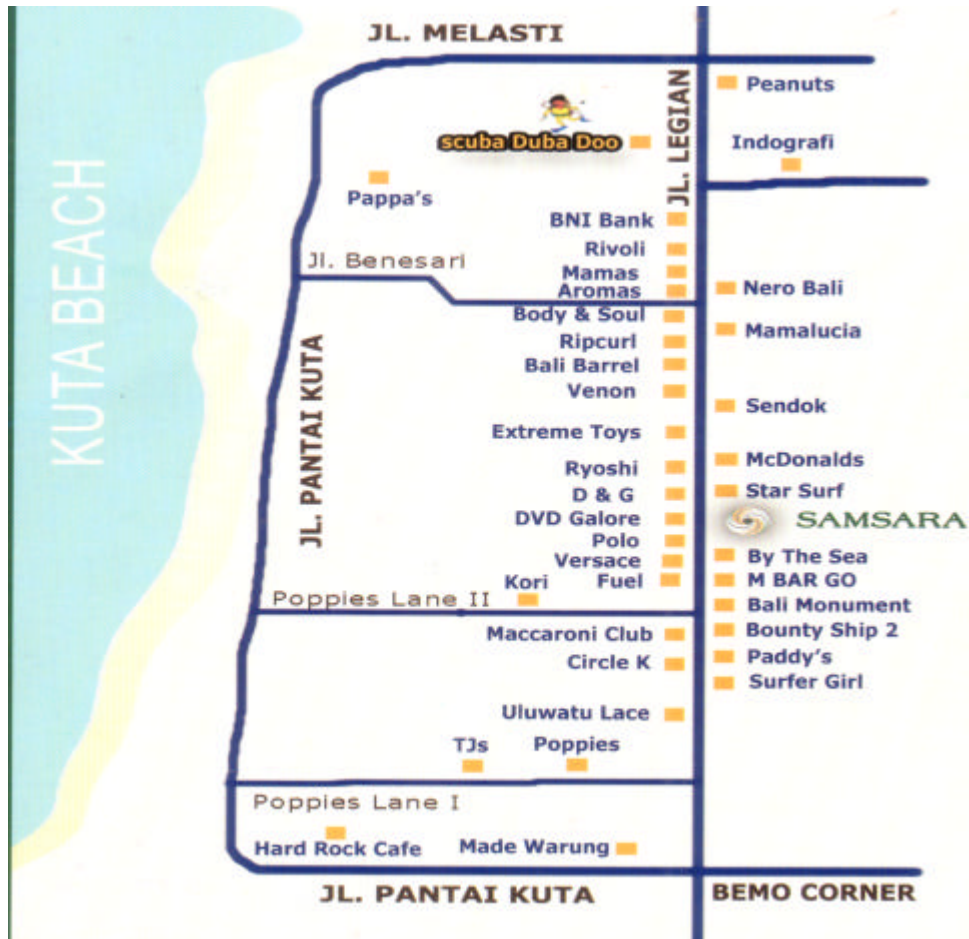 JL. MELASTI
JL. LEGIAN
Peanuts
scuba Duba Doo
Indografi
Pappa's
BNI Bank
Rivoli
Jl. Benesari
Mamas
Aromas
Nero Bali
KUTA BEACH
Body & Soul
Mamalucia
Ripcurl
Bali Barrel
JL. PANTAI KUTA
Venon
Sendok
Extreme Toys
Ryoshi
McDonalds
D & G
Star Surf
DVD Galore
SAMSARA
Polo
Versace
By The Sea
Kori
Fuel
M BAR GO
Poppies Lane II
Bali Monument
Maccaroni Club
Bounty Ship 2
Circle K
Paddy's
Surfer Girl
Uluwatu Lace
TJs
Poppies
Poppies Lane I
Hard Rock Cafe
Made Warung
JL. PANTAI KUTA
BEMO CORNER